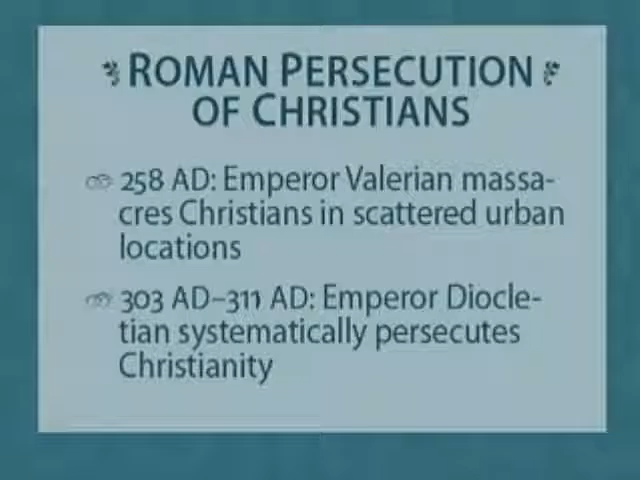 ROMAN PERSECUTION
OF CHRISTIANS
258 AD: Emperor Valerian massa-
cres Christians in scattered urban
locations
303 AD–311 AD: Emperor Diocle-
tian systematically persecutes
Christianity